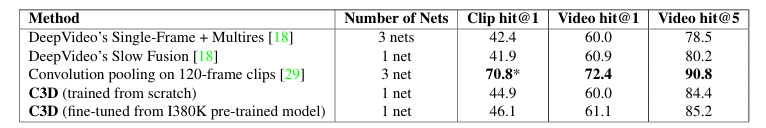 Method Number of Nets Clip hit@1 Video hit@1 Video hit@5
DeepVideo's Single-Frame + Multires [18] 3 nets 42.4 60.0 78.5
DeepVideo's Slow Fusion [18] 1 net 41.9 60.9 80.2
Convolution pooling on 120-frame clips [29] 3 net 70.8* 72.4 90.8
C3D (trained from scratch) 1 net 44.9 60.0 84.4
C3D (fine-tuned from I380K pre-trained model) 1 net 46.1 61.1 85.2